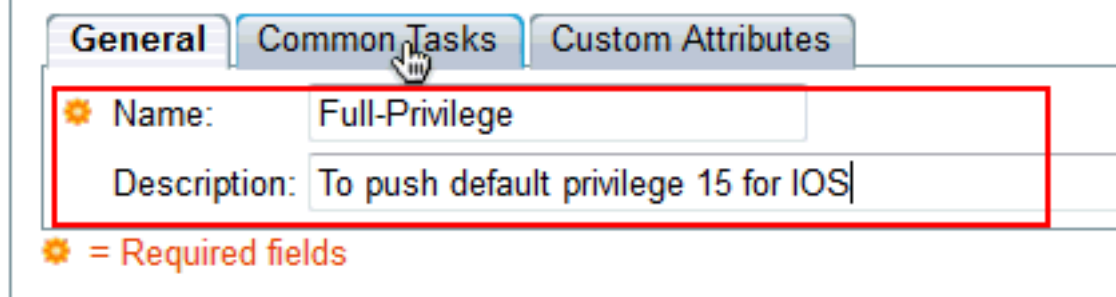 General Common Tasks Custom Attributes
Name: Full-Privilege
Description: To push default privilege 15 for IOS
= Required fields